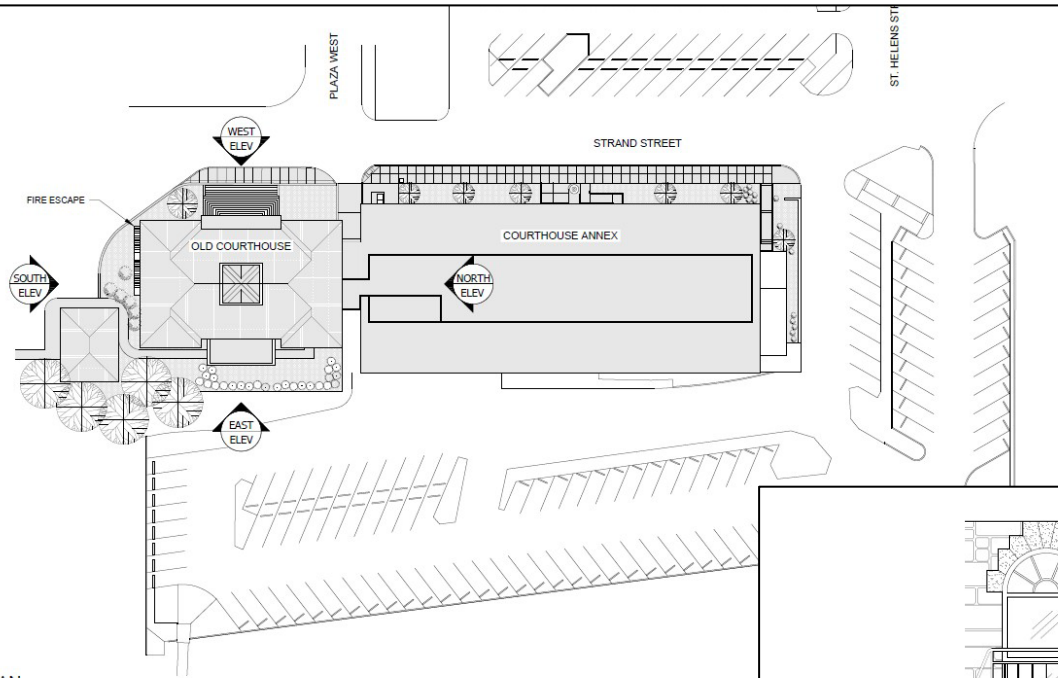 PLAZA WEST
ST. HELENS
STRAND STREET
WEST
ELEV
FIRE ESCAPE
OLD COURTHOUSE
COURTHOUSE ANNEX
SOUTH
ELEV
NORTH
ELEV
EAST
ELEV